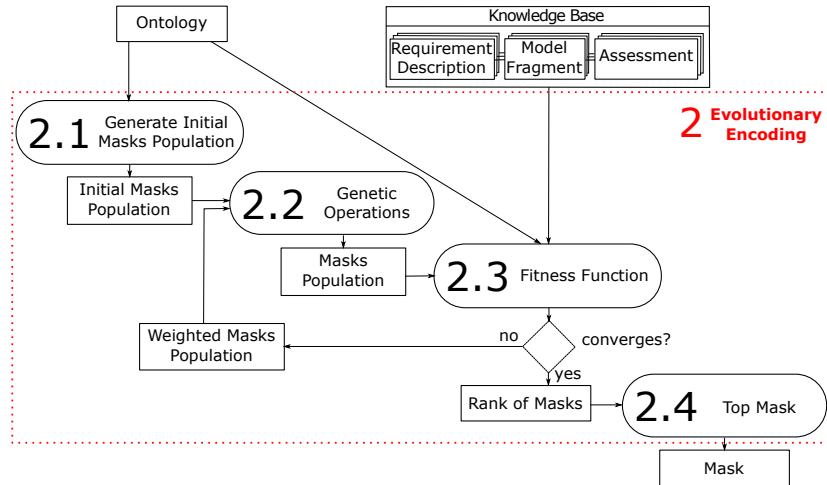 Ontology
Knowledge Base
Requirement
Description
Model
Fragment
Assessment
2 Evolutionary
Encoding
2.1 Generate Initial
Masks Population
Initial Masks
Population
2.2 Genetic
Operations
Masks
Population
2.3 Fitness Function
Weighted Masks
Population
no
converges?
yes
Rank of Masks
2.4 Top Mask
Mask